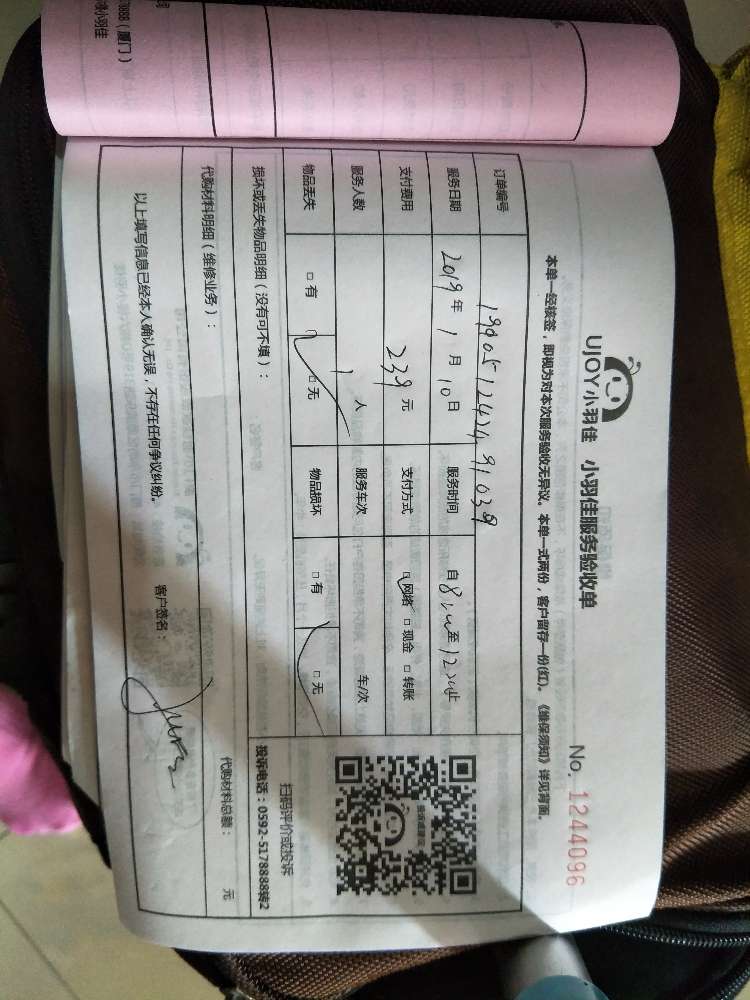 UJOY小羽佳 小羽佳服务验收单
No. 1244096
本单一经核签,即视为对本次服务验收无异议。本单一式两份,客户留存一份(红)。《维保须知》详见背面。
订单编号 199051242491039
服务日期 2019年1月10日 服务时间 自8:00至12:00止
支付费用 239元 支付方式 □网络 □现金 □转账
服务人数 1人 服务车次 车/次
物品丢失 □有 □无 物品损坏 □有 □无
扫码评价或投诉
投诉电话:0592-5178888转2
损坏或丢失物品明细(没有可不填):
代购材料明细(维修业务): 代购材料总额: 元
以上填写信息已经本人确认无误,不存在任何争议纠纷。 客户签名: